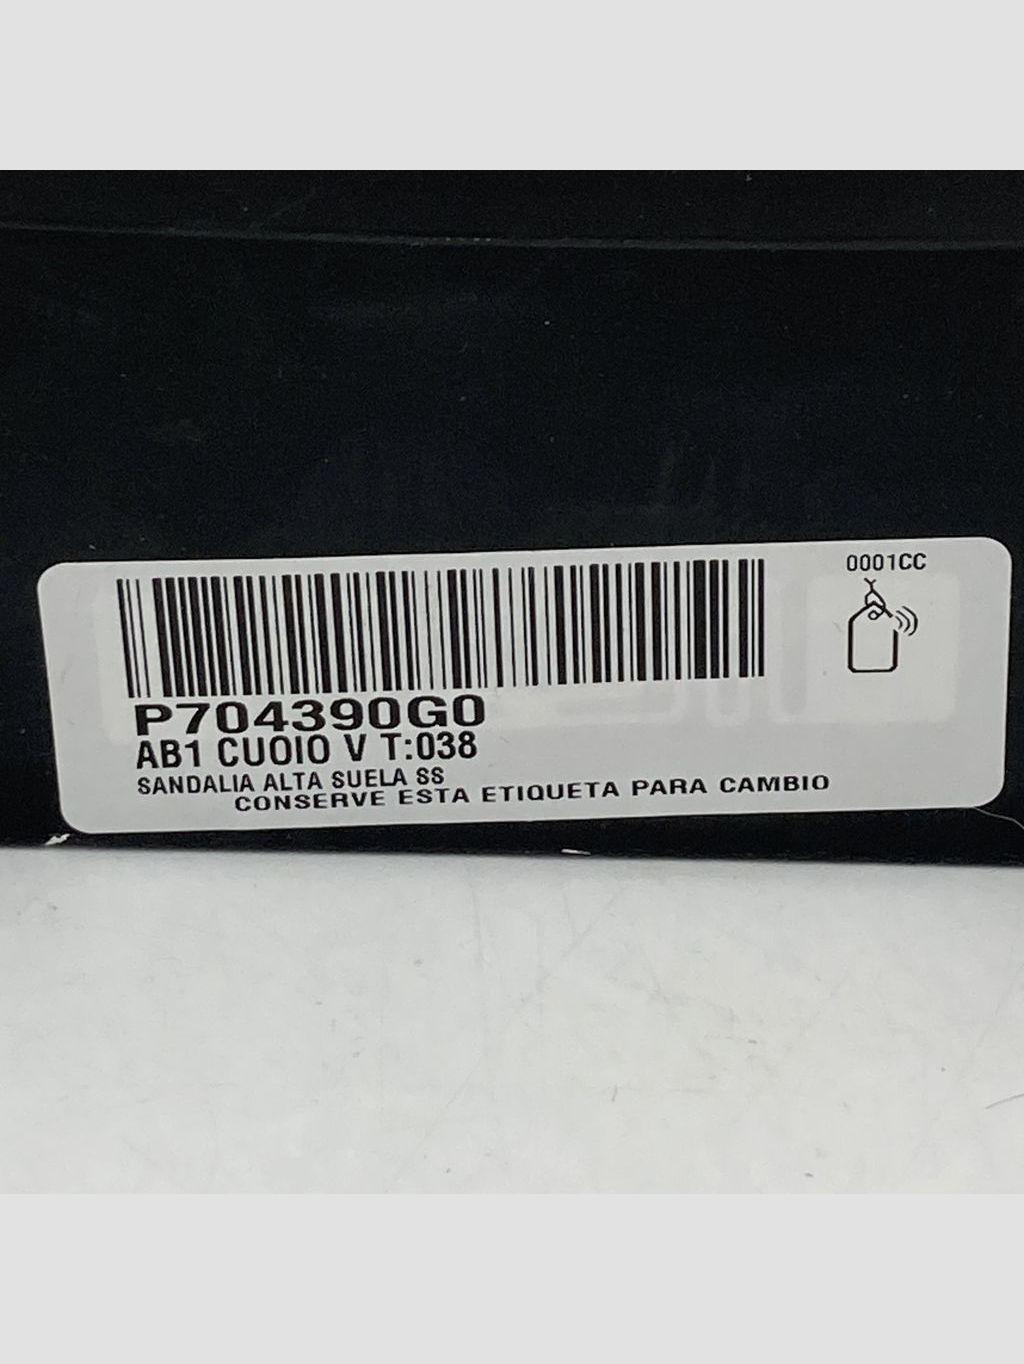 0001CC
P704390G0
AB1 CUOIO V T:038
SANDALIA ALTA SUELA SS
CONSERVE ESTA ETIQUETA PARA CAMBIO